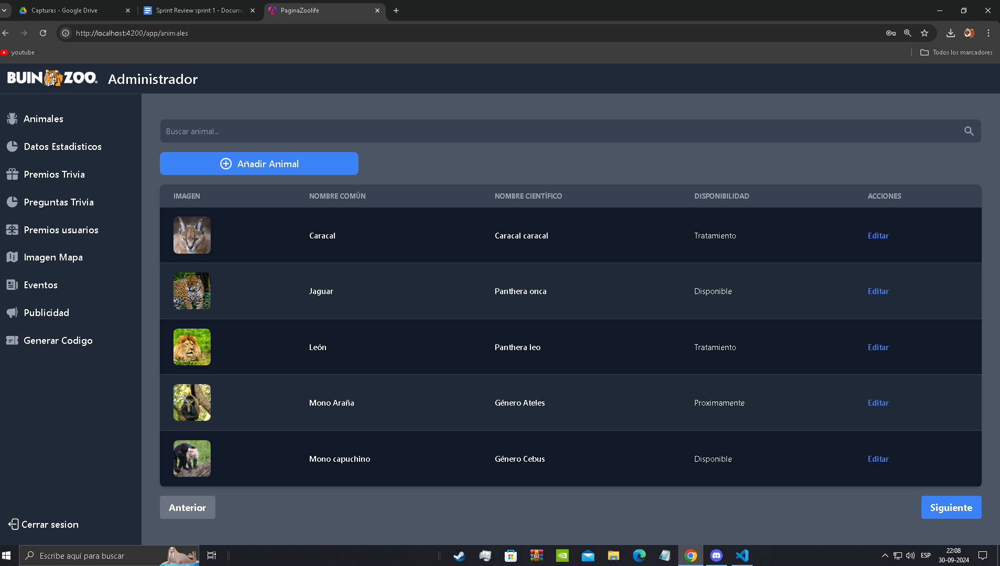 Capturas - Google Drive
Sprint Review sprint 1 - Docume
PaginaZoolife
http://localhost:4200/app/animales
youtube
Todos los marcadores
BUIN ZOO Administrador
Animales
Datos Estadisticos
Premios Trivia
Preguntas Trivia
Premios usuarios
Imagen Mapa
Eventos
Publicidad
Generar Codigo
Cerrar sesion
Buscar animal...
Añadir Animal
IMAGEN NOMBRE COMÚN NOMBRE CIENTÍFICO DISPONIBILIDAD ACCIONES
Caracal Caracal caracal Tratamiento Editar
Jaguar Panthera onca Disponible Editar
León Panthera leo Tratamiento Editar
Mono Araña Género Ateles Proximamente Editar
Mono capuchino Género Cebus Disponible Editar
Anterior Siguiente
Escribe aquí para buscar
ESP
22:08
30-09-2024